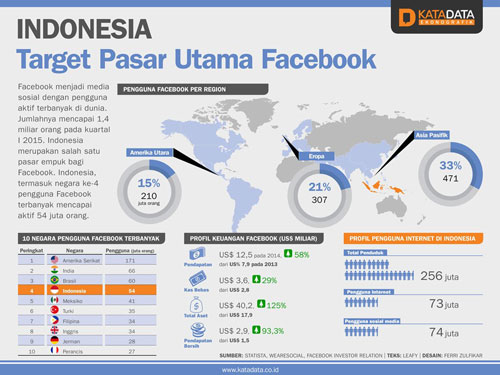 INDONESIA
Target Pasar Utama Facebook
KATADATA
EKONOGRAFIK
Facebook menjadi media
sosial dengan pengguna
aktif terbanyak di dunia.
Jumlahnya mencapai 1,4
miliar orang pada kuartal
I 2015. Indonesia
merupakan salah satu
pasar empuk bagi
Facebook. Indonesia,
termasuk negara ke-4
pengguna Facebook
terbanyak mencapai
aktif 54 juta orang.
PENGGUNA FACEBOOK PER REGION
Amerika Utara
15%
210
juta orang
Eropa
21%
307
Asia Pasifik
33%
471
10 NEGARA PENGGUNA FACEBOOK TERBANYAK
Peringkat Negara Pengguna (juta orang)
1 Amerika Serikat 171
2 India 66
3 Brasil 60
4 Indonesia 54
5 Meksiko 41
6 Turki 35
7 Filipina 34
8 Inggris 34
9 Jerman 28
10 Perancis 27
PROFIL KEUANGAN FACEBOOK (US$ MILIAR)
Pendapatan
US$ 12,5 pada 2014, 58%
dari US$ 7,9 pada 2013
Kas Bebas
US$ 3,6, 29%
dari US$ 2,8
Total Aset
US$ 40,2, 125%
dari US$ 17,9
Pendapatan
Bersih
US$ 2,9, 93,3%
dari US$ 1,5
PROFIL PENGGUNA INTERNET DI INDONESIA
Total Penduduk
256 juta
Pengguna Internet
73 juta
Pengguna sosial media
74 juta
SUMBER: STATISTA, WEARESOCIAL, FACEBOOK INVESTOR RELATION | TEKS: LEAFY | DESAIN: FERRI ZULFIKAR
www.katadata.co.id